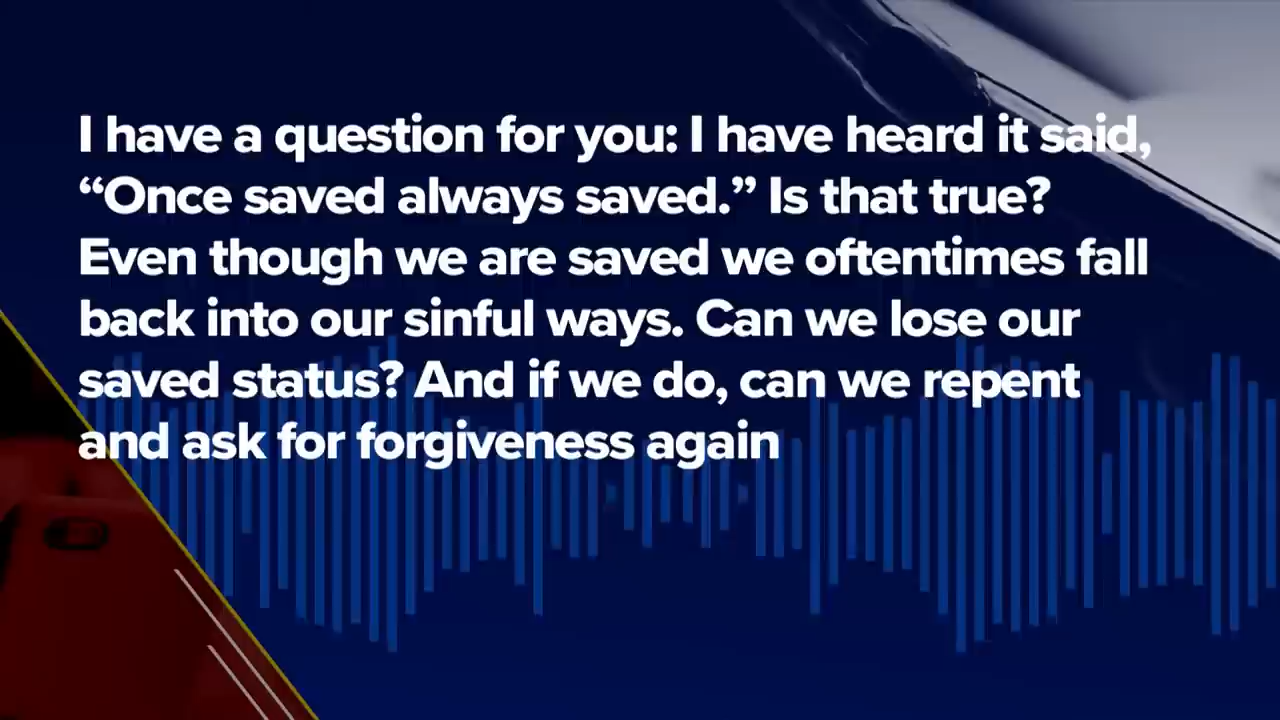 I have a question for you: I have heard it said,
“Once saved always saved.” Is that true?
Even though we are saved we oftentimes fall
back into our sinful ways. Can we lose our
saved status? And if we do, can we repent
and ask for forgiveness again